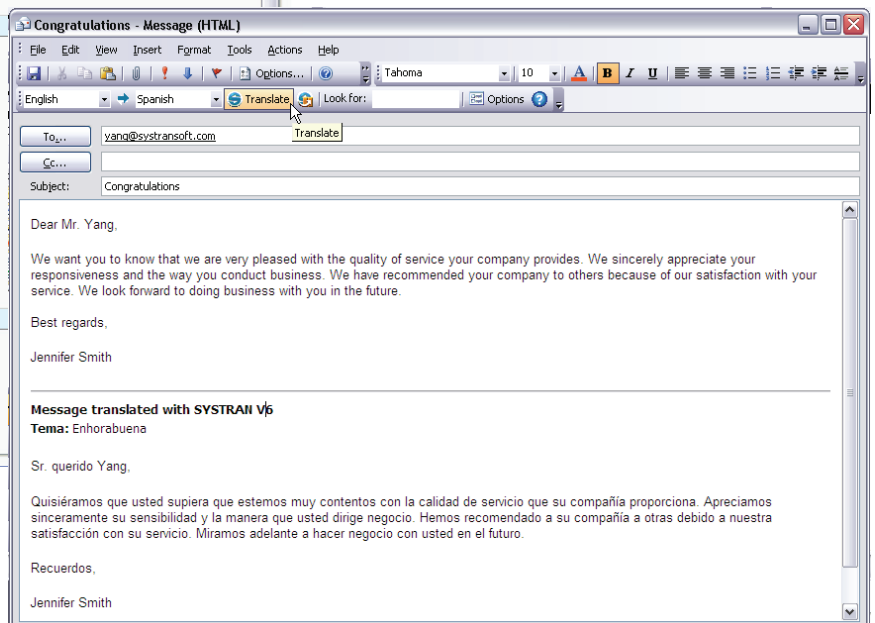 Congratulations - Message (HTML)
File Edit View Insert Format Tools Actions Help
Options... Tahoma 10 A B I U
English Spanish Translate Look for: Options
Translate
To... yang@systransoft.com
Cc...
Subject: Congratulations
Dear Mr. Yang,
We want you to know that we are very pleased with the quality of service your company provides. We sincerely appreciate your
responsiveness and the way you conduct business. We have recommended your company to others because of our satisfaction with your
service. We look forward to doing business with you in the future.
Best regards,
Jennifer Smith
Message translated with SYSTRAN V6
Tema: Enhorabuena
Sr. querido Yang,
Quisiéramos que usted supiera que estemos muy contentos con la calidad de servicio que su compañía proporciona. Apreciamos
sinceramente su sensibilidad y la manera que usted dirige negocio. Hemos recomendado a su compañía a otras debido a nuestra
satisfacción con su servicio. Miramos adelante a hacer negocio con usted en el futuro.
Recuerdos,
Jennifer Smith